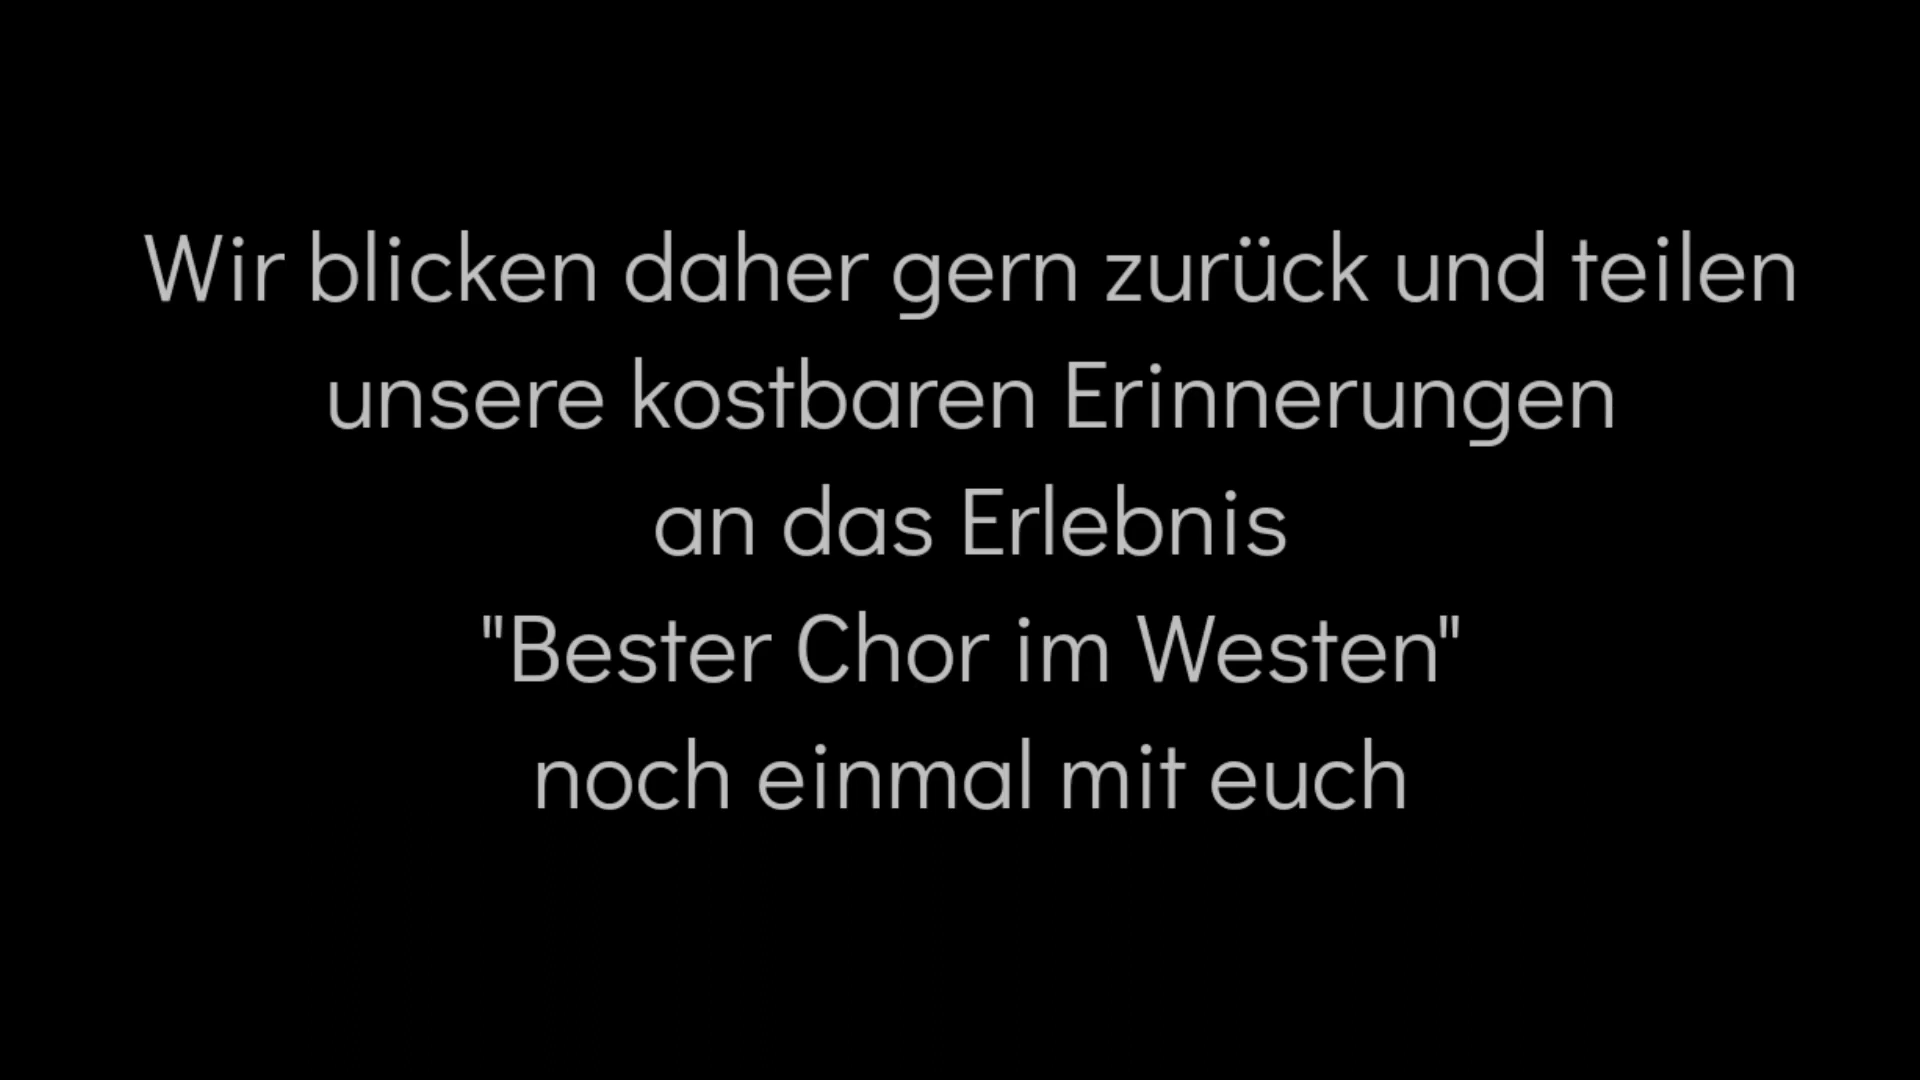 Wir blicken daher gern zurück und teilen
unsere kostbaren Erinnerungen
an das Erlebnis
"Bester Chor im Westen"
noch einmal mit euch